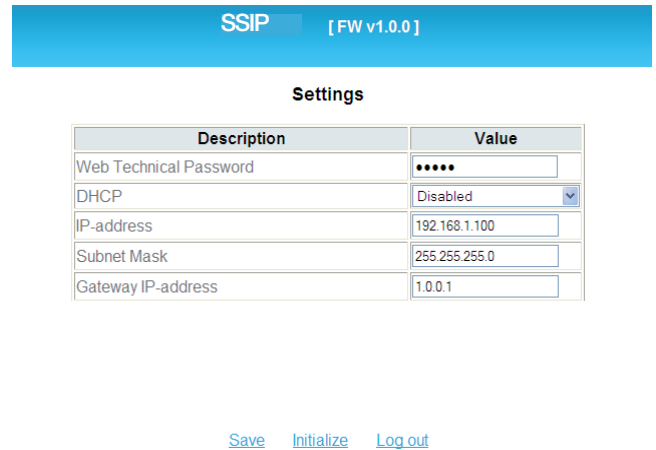 SSIP [ FW v1.0.0 ]
Settings
Description Value
Web Technical Password •••••
DHCP Disabled
IP-address 192.168.1.100
Subnet Mask 255.255.255.0
Gateway IP-address 1.0.0.1
Save Initialize Log out